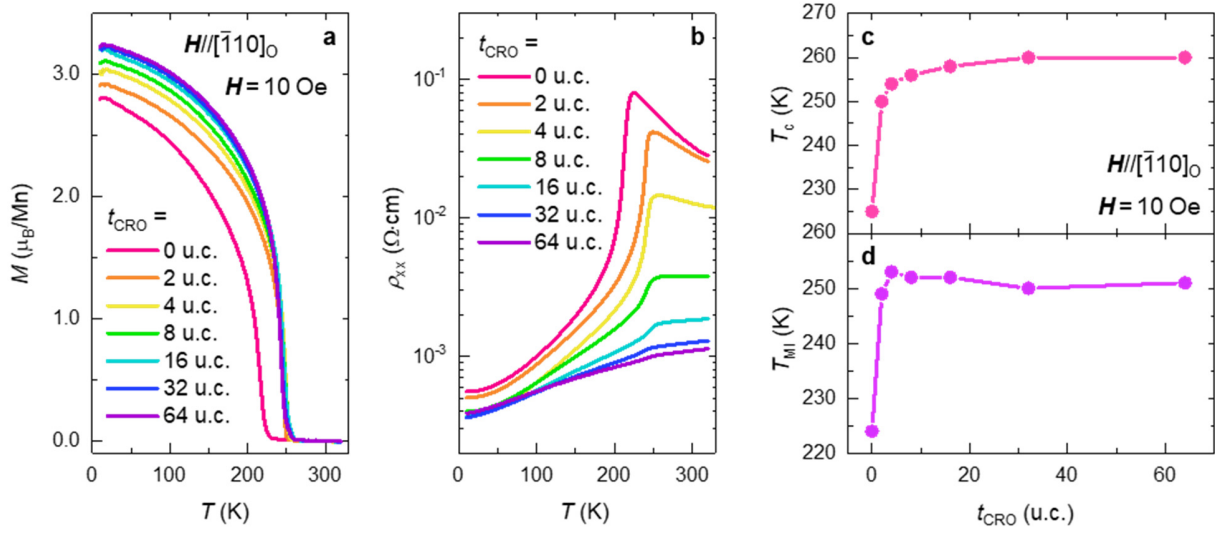 a
H//[1̄10]O
H = 10 Oe
3.0
2.0
1.0
0.0
M (μB/Mn)
tCRO =
0 u.c.
2 u.c.
4 u.c.
8 u.c.
16 u.c.
32 u.c.
64 u.c.
0
100
200
300
T (K)
b
tCRO =
0 u.c.
2 u.c.
4 u.c.
8 u.c.
16 u.c.
32 u.c.
64 u.c.
10-1
10-2
10-3
ρxx (Ω·cm)
0
100
200
300
T (K)
c
260
250
Tc (K)
H//[1̄10]O
H = 10 Oe
260
d
250
240
230
220
TMI (K)
0
20
40
60
tCRO (u.c.)